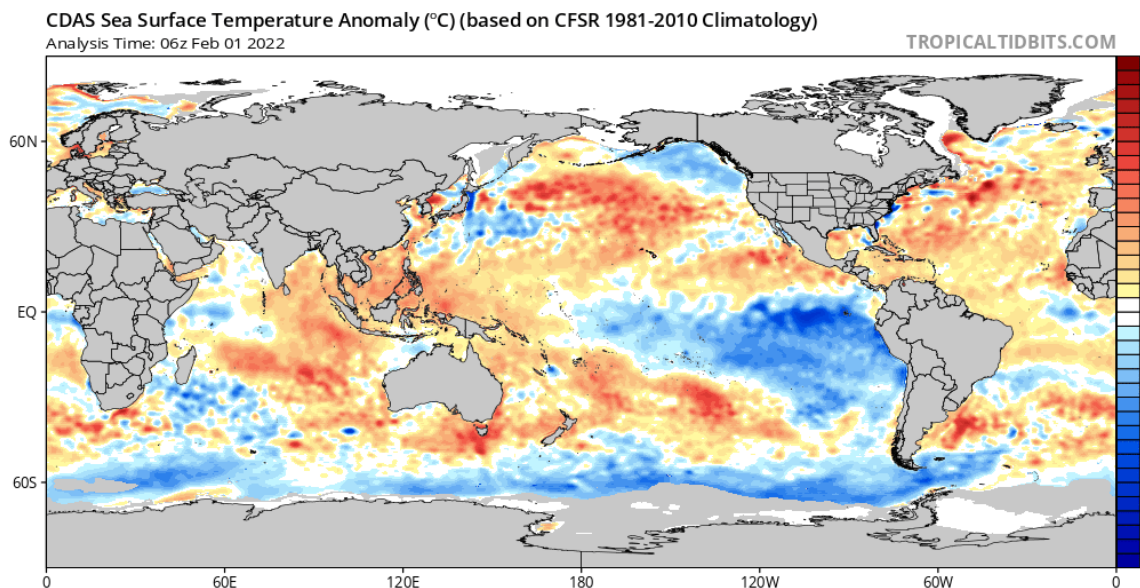 CDAS Sea Surface Temperature Anomaly (°C) (based on CFSR 1981-2010 Climatology)
Analysis Time: 06z Feb 01 2022
TROPICALTIDBITS.COM
60N
EQ
60S
0
60E
120E
180
120W
60W
0